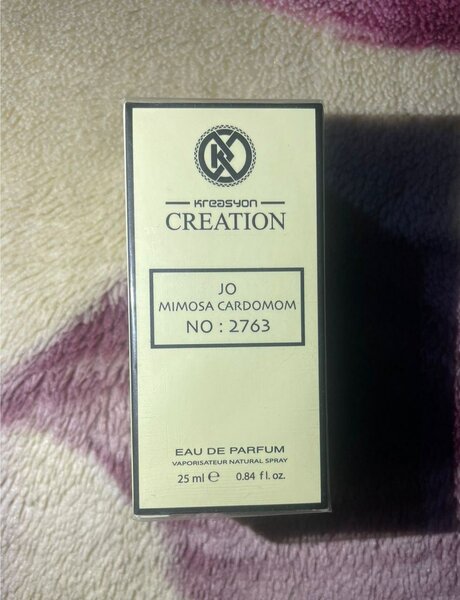 K
Kreasyon
CREATION
JO
MIMOSA CARDOMOM
NO : 2763
EAU DE PARFUM
VAPORISATEUR NATURAL SPRAY
25 ml ℮ 0.84 fl. oz.